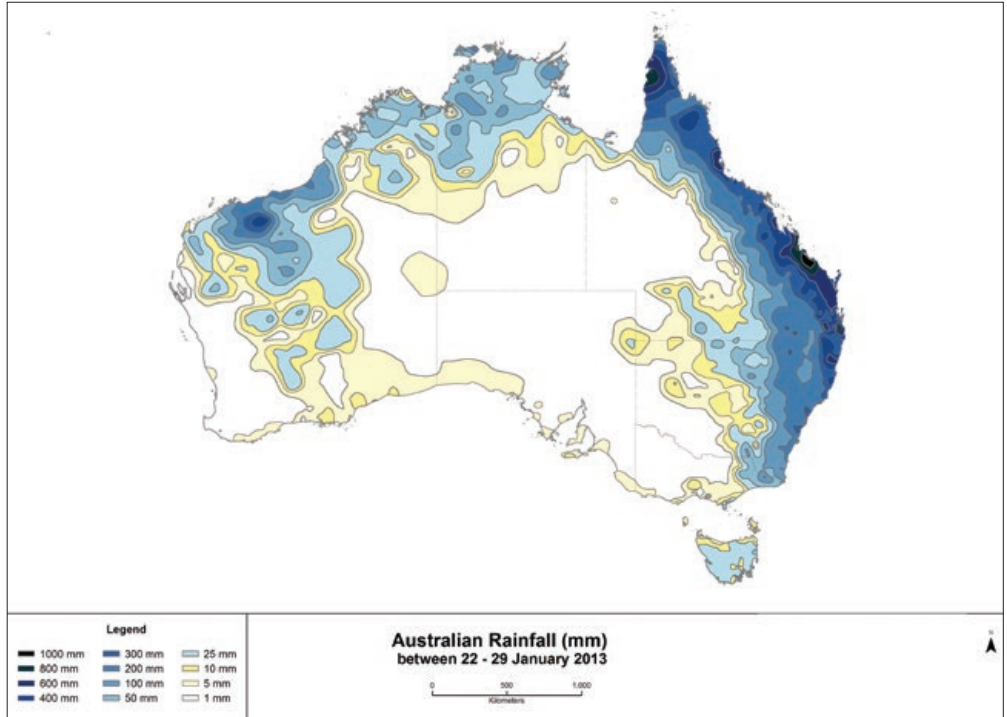 Legend
1000 mm
800 mm
600 mm
400 mm
300 mm
200 mm
100 mm
50 mm
25 mm
10 mm
5 mm
1 mm
Australian Rainfall (mm)
between 22 - 29 January 2013
0 500 1,000
Kilometers
N